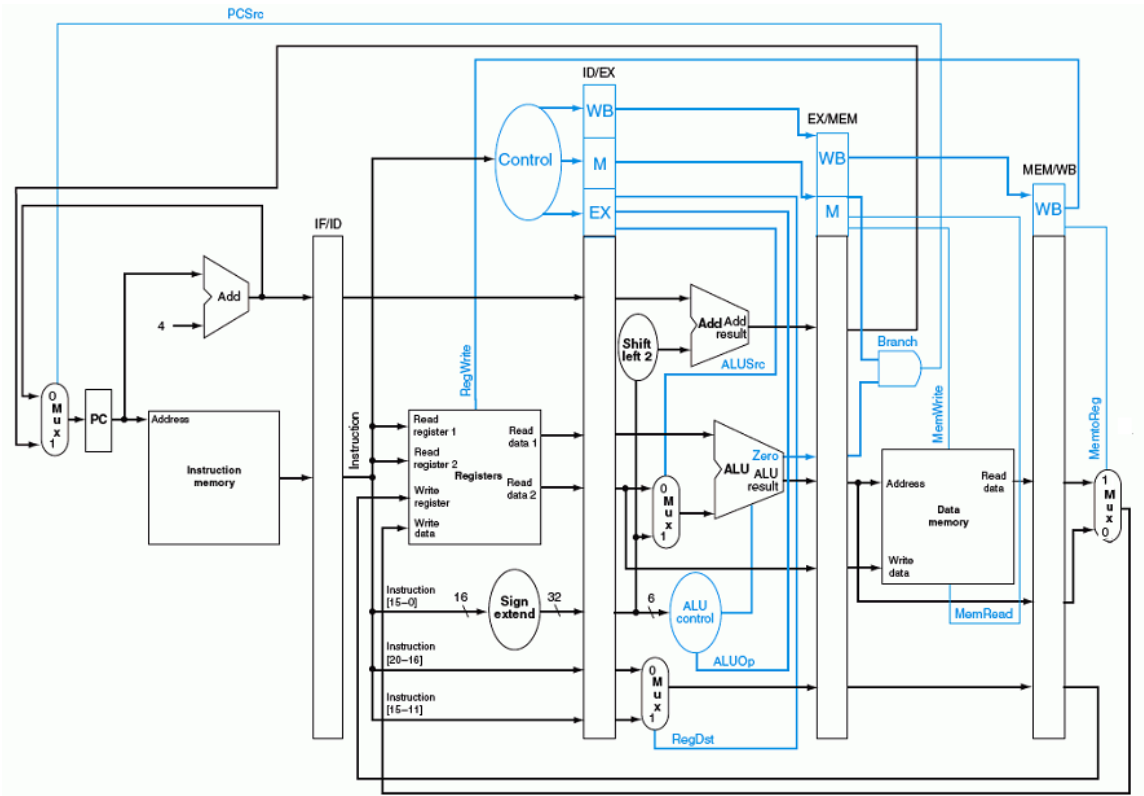 PCSrc
ID/EX
WB
EX/MEM
Control
M
WB
MEM/WB
EX
M
WB
IF/ID
Add
4
Add Add
result
Shift
left 2
Branch
ALUSrc
RegWrite
MemWrite
MemtoReg
0
M
u
x
1
PC
Address
Instruction
memory
Instruction
Read
register 1
Read
register 2
Write
register
Write
data
Registers
Read
data 1
Read
data 2
0
M
u
x
1
Zero
ALU
ALU
result
Address
Read
data
Data
memory
Write
data
1
M
u
x
0
Instruction
[15–0]
16
Sign
extend
32
6
ALU
control
MemRead
Instruction
[20–16]
ALUOp
Instruction
[15–11]
0
M
u
x
1
RegDst